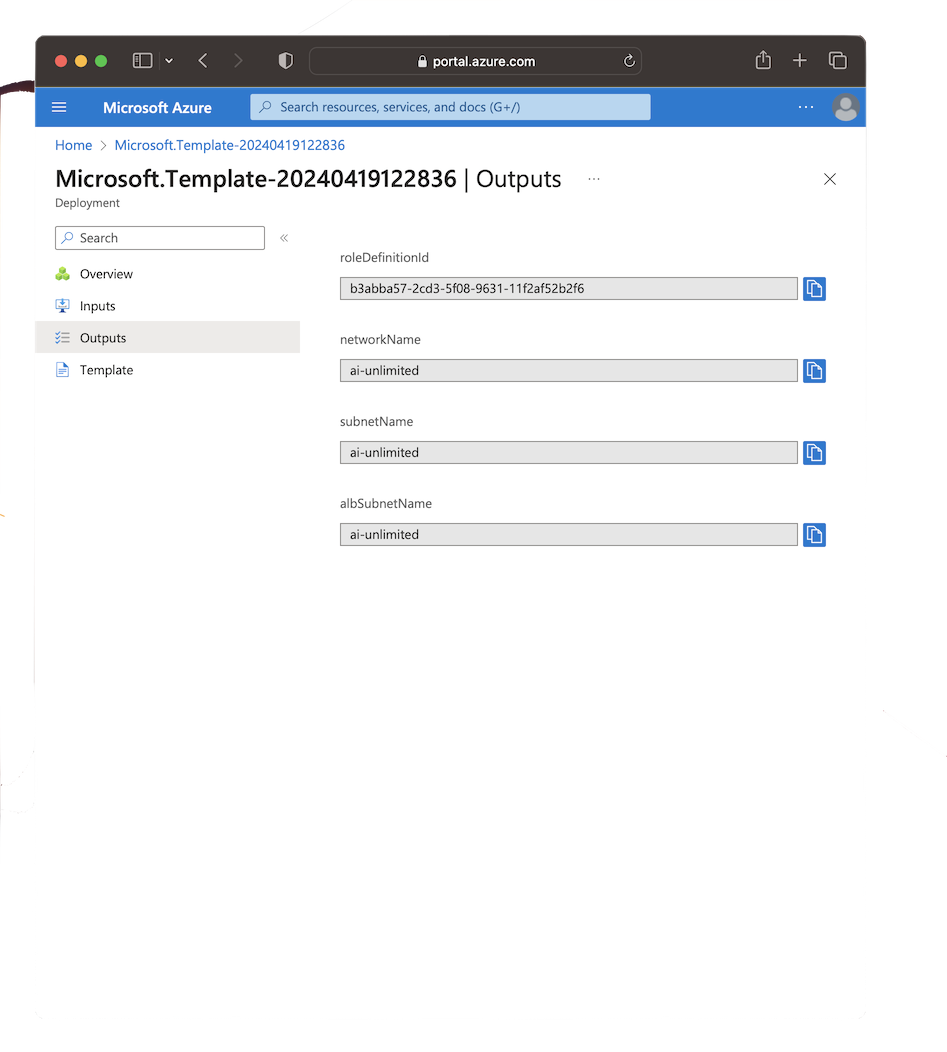 portal.azure.com
Microsoft Azure
Search resources, services, and docs (G+/)
Home > Microsoft.Template-20240419122836
Microsoft.Template-20240419122836 | Outputs
Deployment
Search
Overview
Inputs
Outputs
Template
roleDefinitionId
b3abba57-2cd3-5f08-9631-11f2af52b2f6
networkName
ai-unlimited
subnetName
ai-unlimited
albSubnetName
ai-unlimited